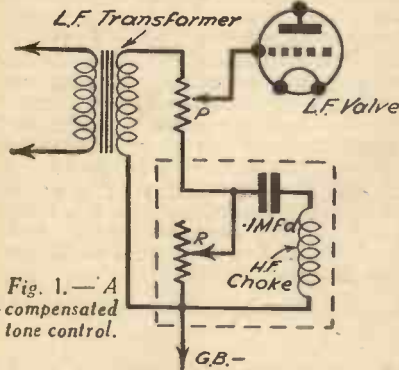 L.F. Transformer
P
L.F. Valve
.1MFd
R
H.F.
Choke
Fig. 1.—A
compensated
tone control.
G.B.-